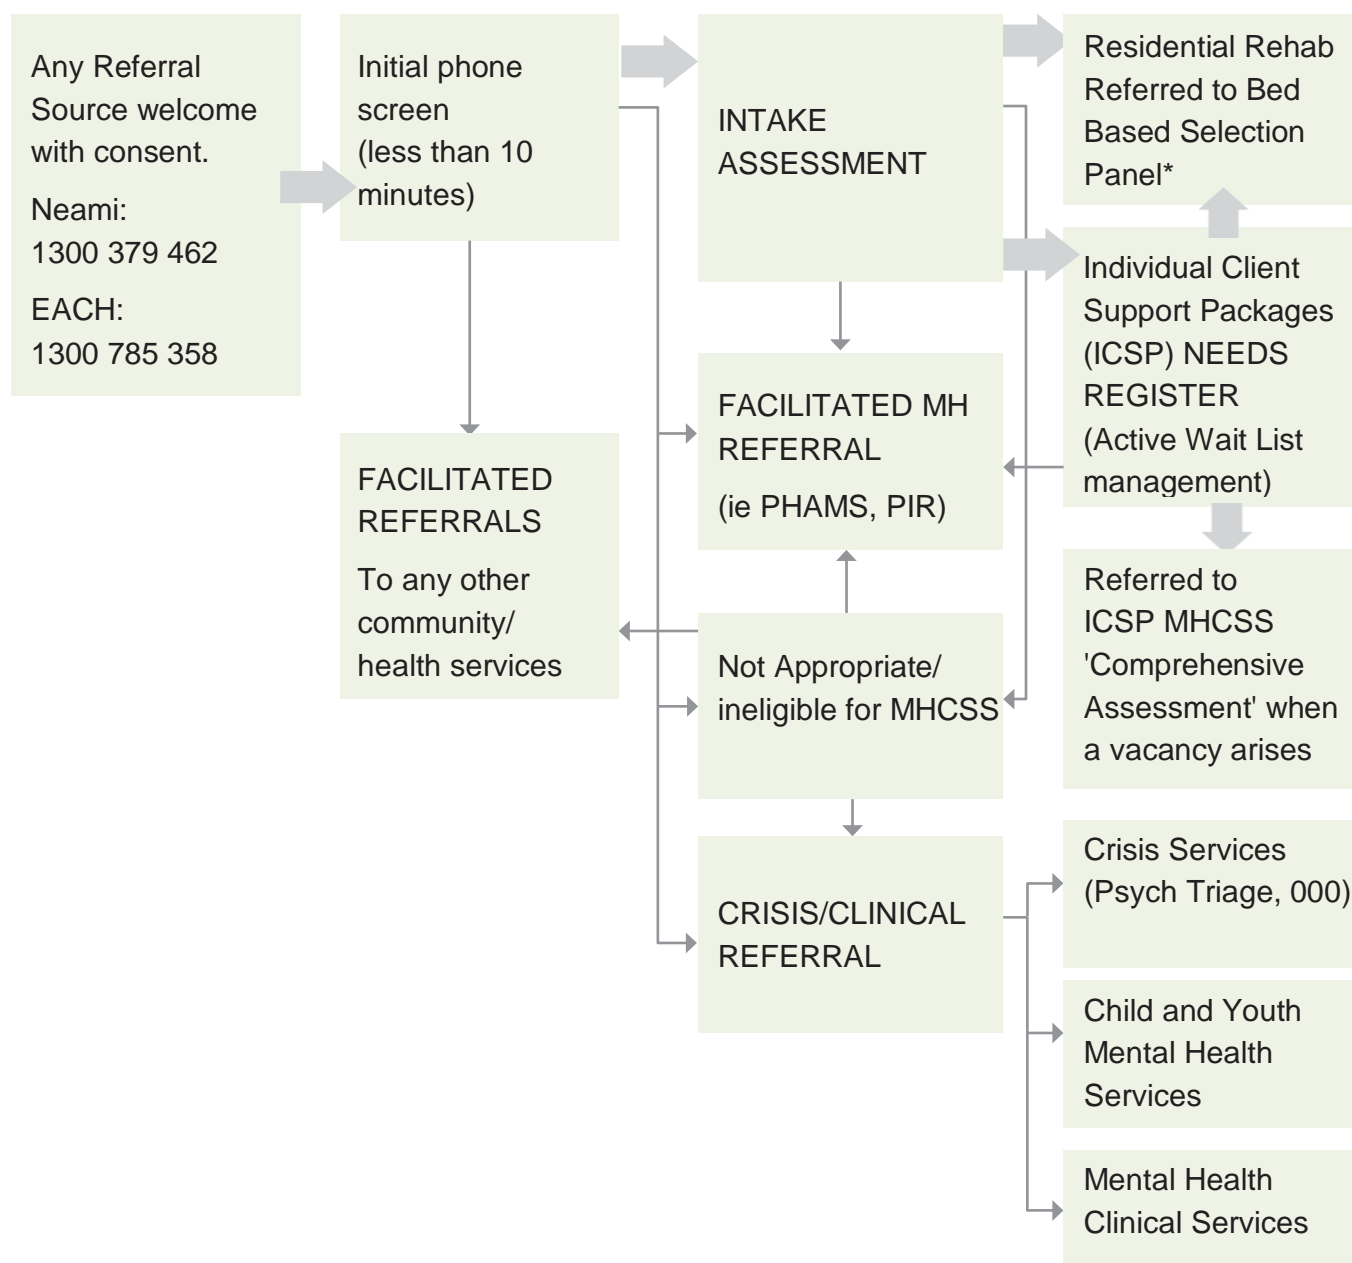 Any Referral
Source welcome
with consent.
Neami:
1300 379 462
EACH:
1300 785 358
Initial phone
screen
(less than 10
minutes)
INTAKE
ASSESSMENT
Residential Rehab
Referred to Bed
Based Selection
Panel*
Individual Client
Support Packages
(ICSP) NEEDS
REGISTER
(Active Wait List
management)
FACILITATED MH
REFERRAL
(ie PHAMS, PIR)
FACILITATED
REFERRALS
To any other
community/
health services
Referred to
ICSP MHCSS
'Comprehensive
Assessment' when
a vacancy arises
Not Appropriate/
ineligible for MHCSS
CRISIS/CLINICAL
REFERRAL
Crisis Services
(Psych Triage, 000)
Child and Youth
Mental Health
Services
Mental Health
Clinical Services